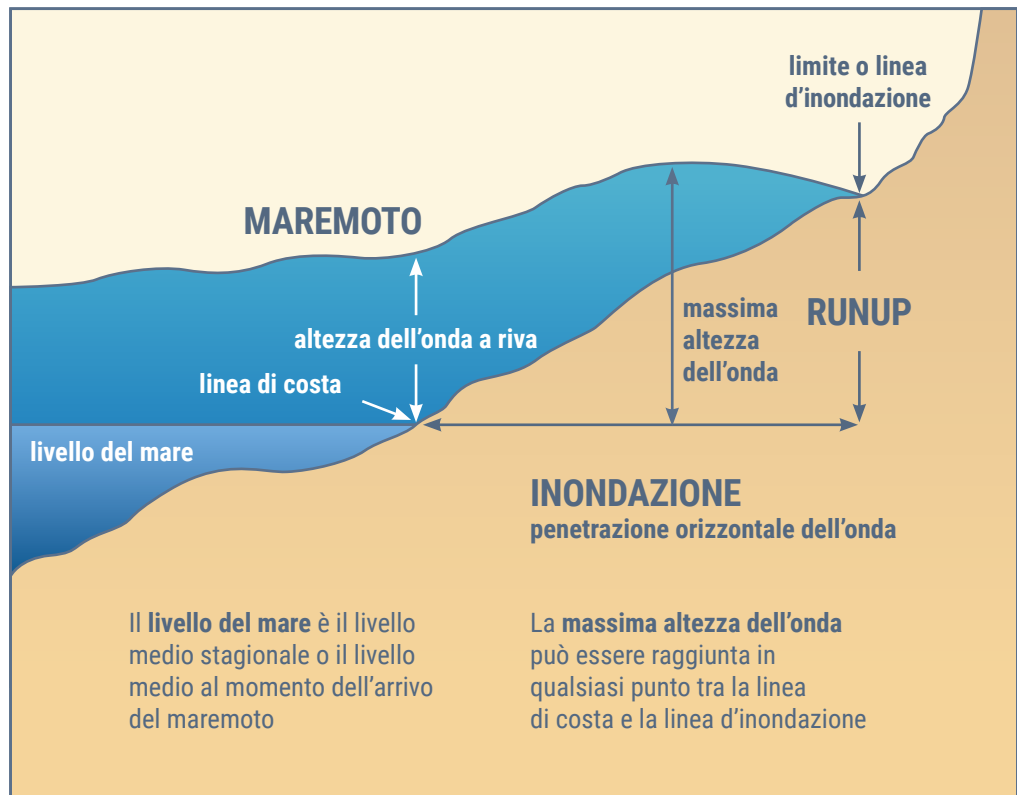 limite o linea
d’inondazione
MAREMOTO
massima
altezza
dell’onda
RUNUP
altezza dell’onda a riva
linea di costa
livello del mare
INONDAZIONE
penetrazione orizzontale dell’onda
Il livello del mare è il livello
medio stagionale o il livello
medio al momento dell’arrivo
del maremoto
La massima altezza dell’onda
può essere raggiunta in
qualsiasi punto tra la linea
di costa e la linea d’inondazione